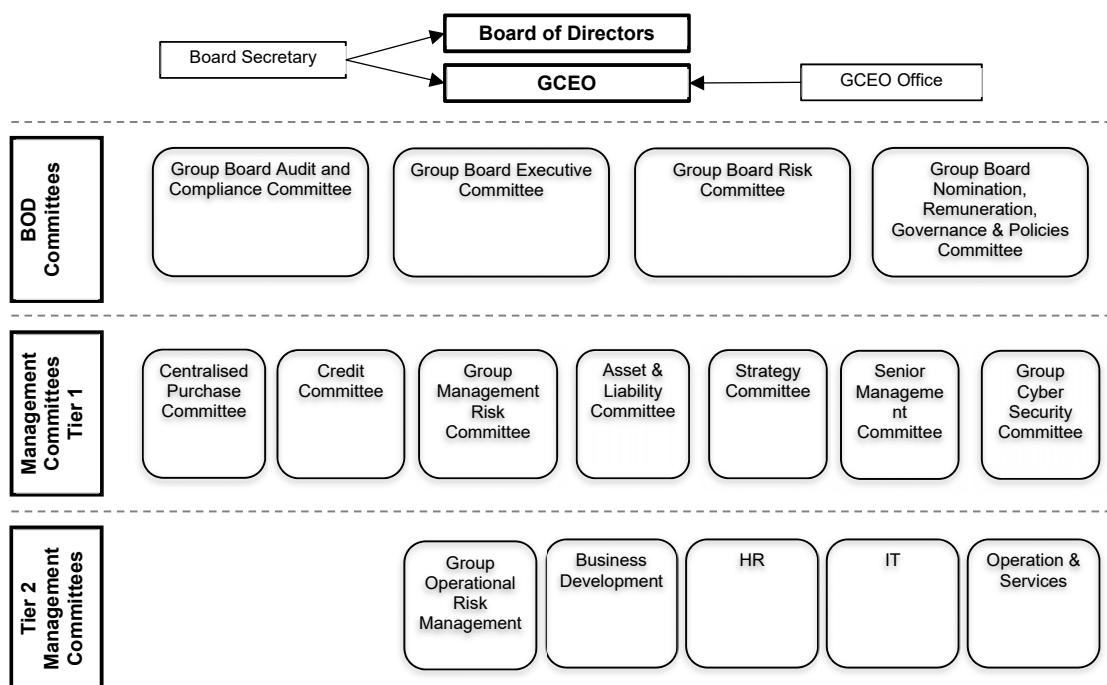 Board of Directors
Board Secretary
GCEO
GCEO Office
BOD
Committees
Group Board Audit and
Compliance Committee
Group Board Executive
Committee
Group Board Risk
Committee
Group Board
Nomination,
Remuneration,
Governance & Policies
Committee
Management
Committees
Tier 1
Centralised
Purchase
Committee
Credit
Committee
Group
Management
Risk
Committee
Asset &
Liability
Committee
Strategy
Committee
Senior
Manageme
nt
Committee
Group
Cyber
Security
Committee
Tier 2
Management
Committees
Group
Operational
Risk
Management
Business
Development
HR
IT
Operation &
Services